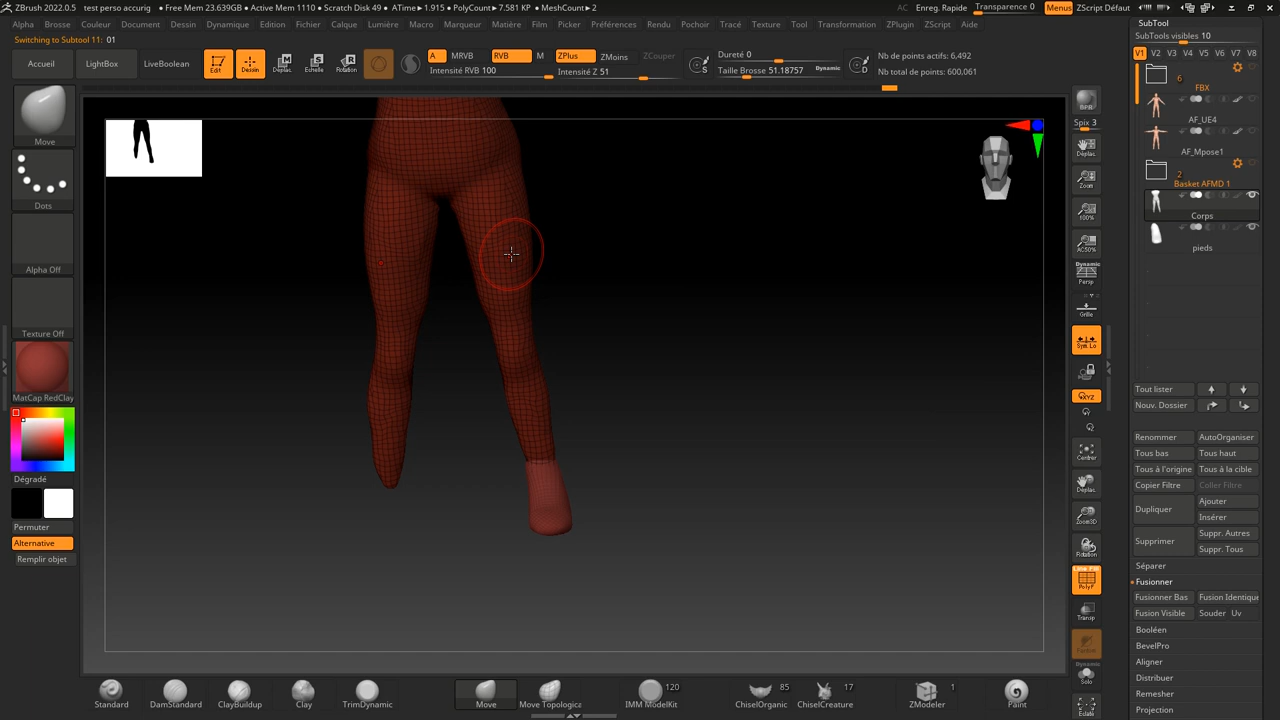 ZBrush 2022.0.5 test perso accurig • Free Mem 23.639GB • Active Mem 1110 • Scratch Disk 49 • ATime▸1.915 • PolyCount▸7.581 KP • MeshCount▸2
AC Enreg. Rapide Transparence 0 Menus ZScript Défaut
Alpha Brosse Couleur Document Dessin Dynamique Edition Fichier Calque Lumière Macro Marqueur Matière Film Picker Préférences Rendu Pochoir Tracé Texture Tool Transformation ZPlugin ZScript Aide
Switching to Subtool 11: 01
Accueil LightBox LiveBoolean Edit Dessin Déplac. Echelle Rotation
A MRVB RVB M ZPlus ZMoins ZCouper
Intensité RVB 100 Intensité Z 51
Dureté 0
Taille Brosse 51.18757 Dynamic
S D
Nb de points actifs: 6,492
Nb total de points: 600,061
Move
Dots
Alpha Off
Texture Off
MatCap RedClay
Dégradé
Permuter
Alternative
Remplir objet
BPR
Spix 3
Déplac.
Zoom
100%
AC50%
Dynamic
Persp
Grille
Sym. Lo
XYZ
Centrer
Déplac.
Zoom3D
Rotation
Line Fill
PolyF
Transp
Dynamic
Solo
Eclaté
SubTool
SubTools visibles 10
V1 V2 V3 V4 V5 V6 V7 V8
6
FBX
AF_UE4
AF_Mpose1
2
Basket AFMD 1
Corps
pieds
Tout lister
Nouv. Dossier
Renommer AutoOrganiser
Tous bas Tous haut
Tous à l'origine Tous à la cible
Copier Filtre Coller Filtre
Dupliquer Ajouter
Insérer
Supprimer Suppr. Autres
Suppr. Tous
Séparer
Fusionner
Fusionner Bas Fusion Identique
Fusion Visible Souder Uv
Booléen
BevelPro
Aligner
Distribuer
Remesher
Projection
Standard DamStandard ClayBuildup Clay TrimDynamic Move Move Topologica IMM ModelKit 120 ChiselOrganic 85 ChiselCreature 17 ZModeler 1 Paint